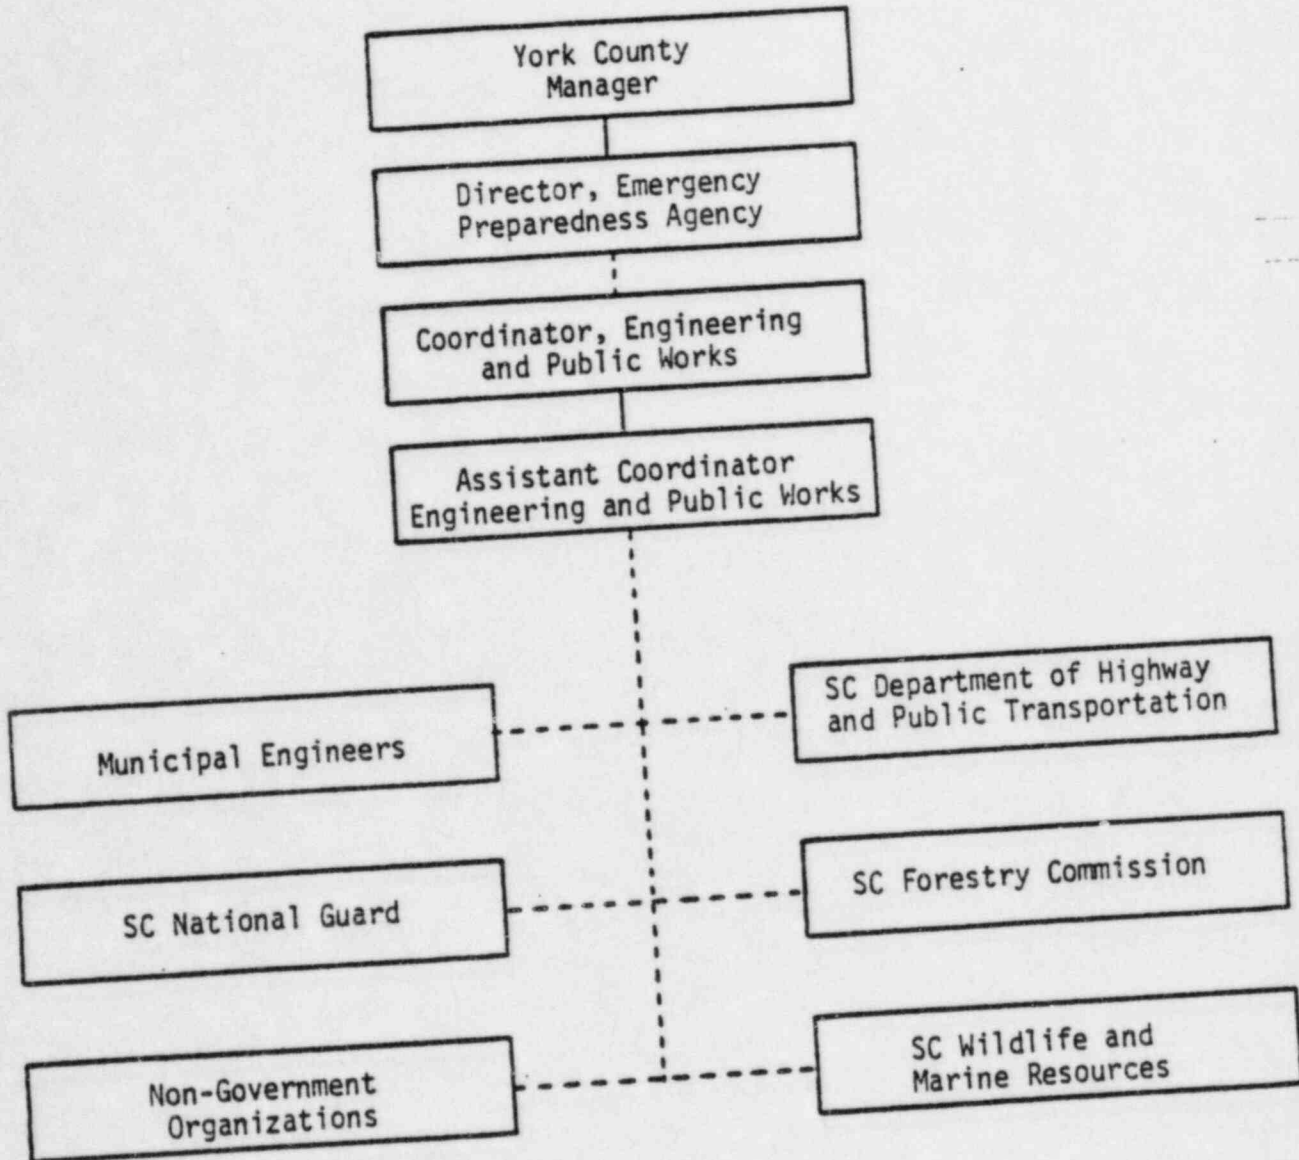 York County
Manager
Director, Emergency
Preparedness Agency
Coordinator, Engineering
and Public Works
Assistant Coordinator
Engineering and Public Works
Municipal Engineers
SC Department of Highway
and Public Transportation
SC National Guard
SC Forestry Commission
Non-Government
Organizations
SC Wildlife and
Marine Resources